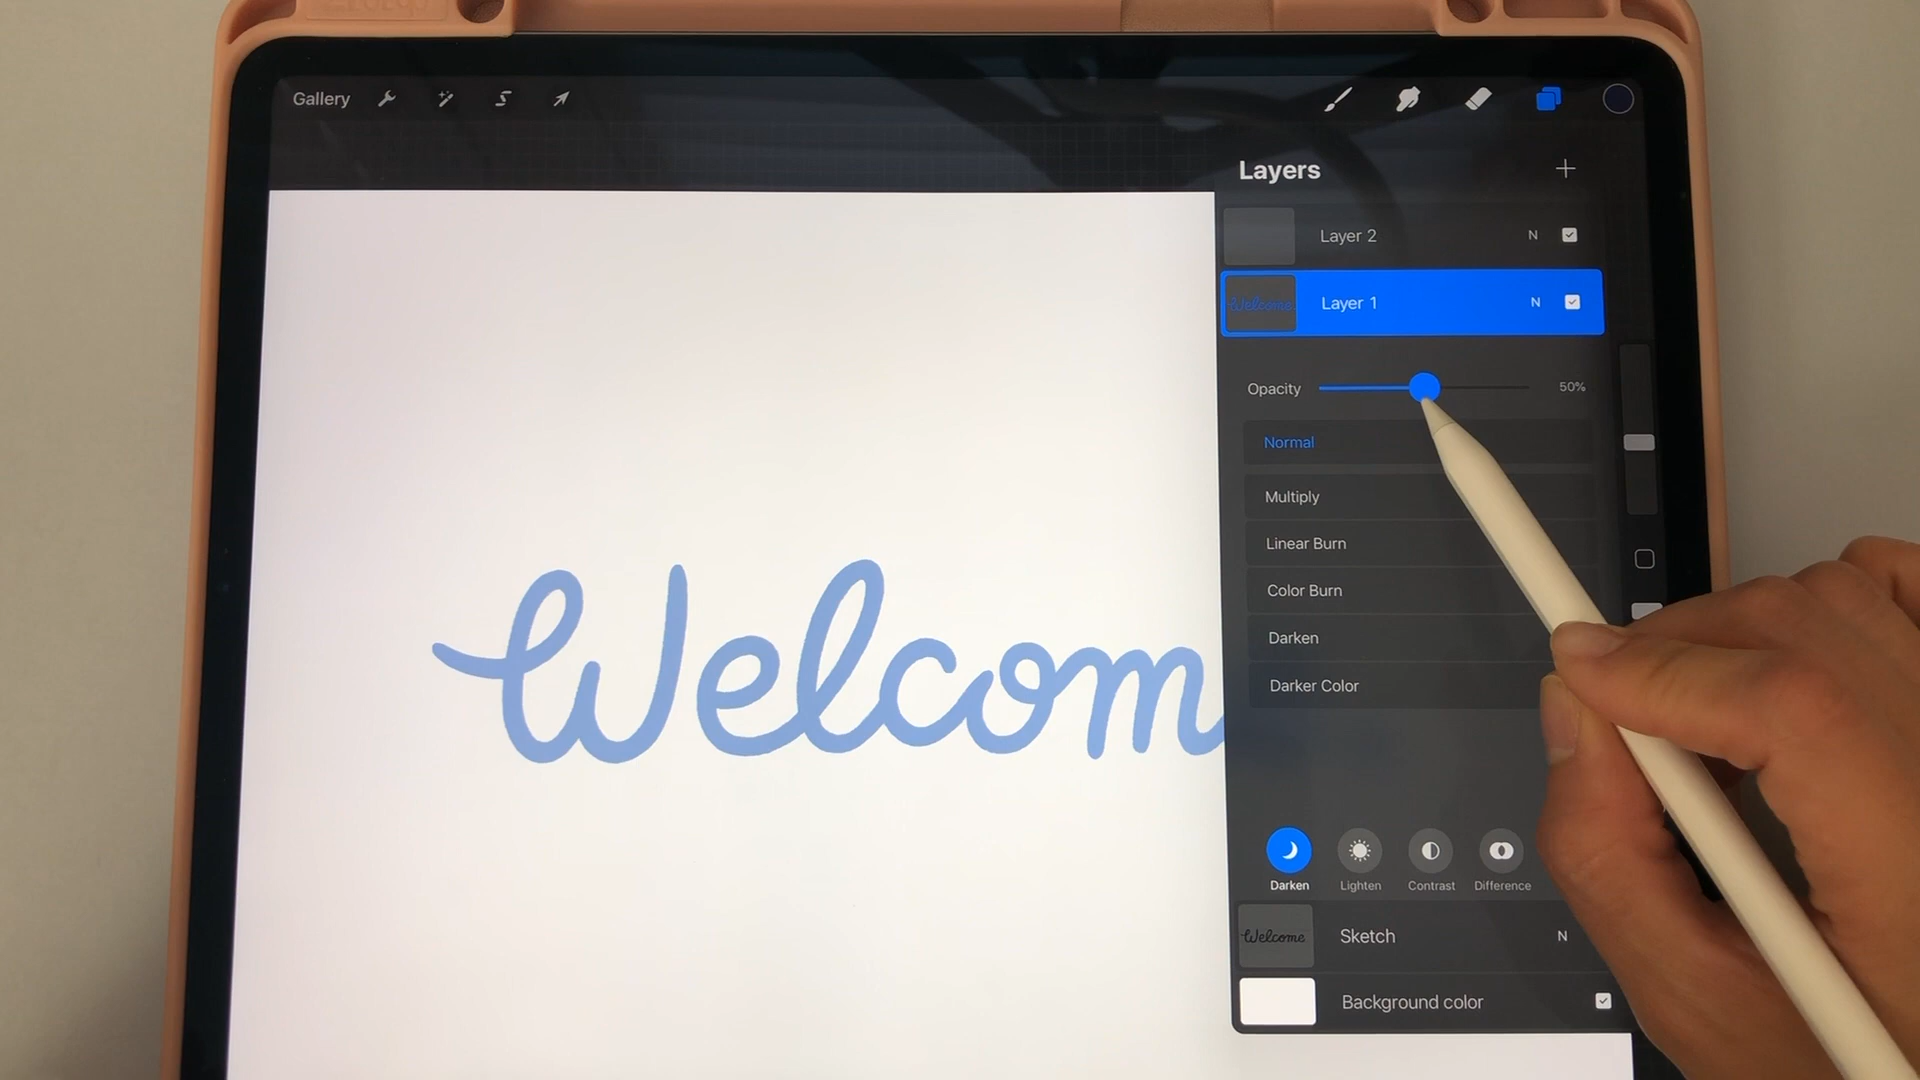 Gallery
Layers
Layer 2 N
Welcome Layer 1 N
Opacity 50%
Normal
Multiply
Linear Burn
Color Burn
Darken
Darker Color
Welcom
Darken Lighten Contrast Difference
Welcome Sketch N
Background color